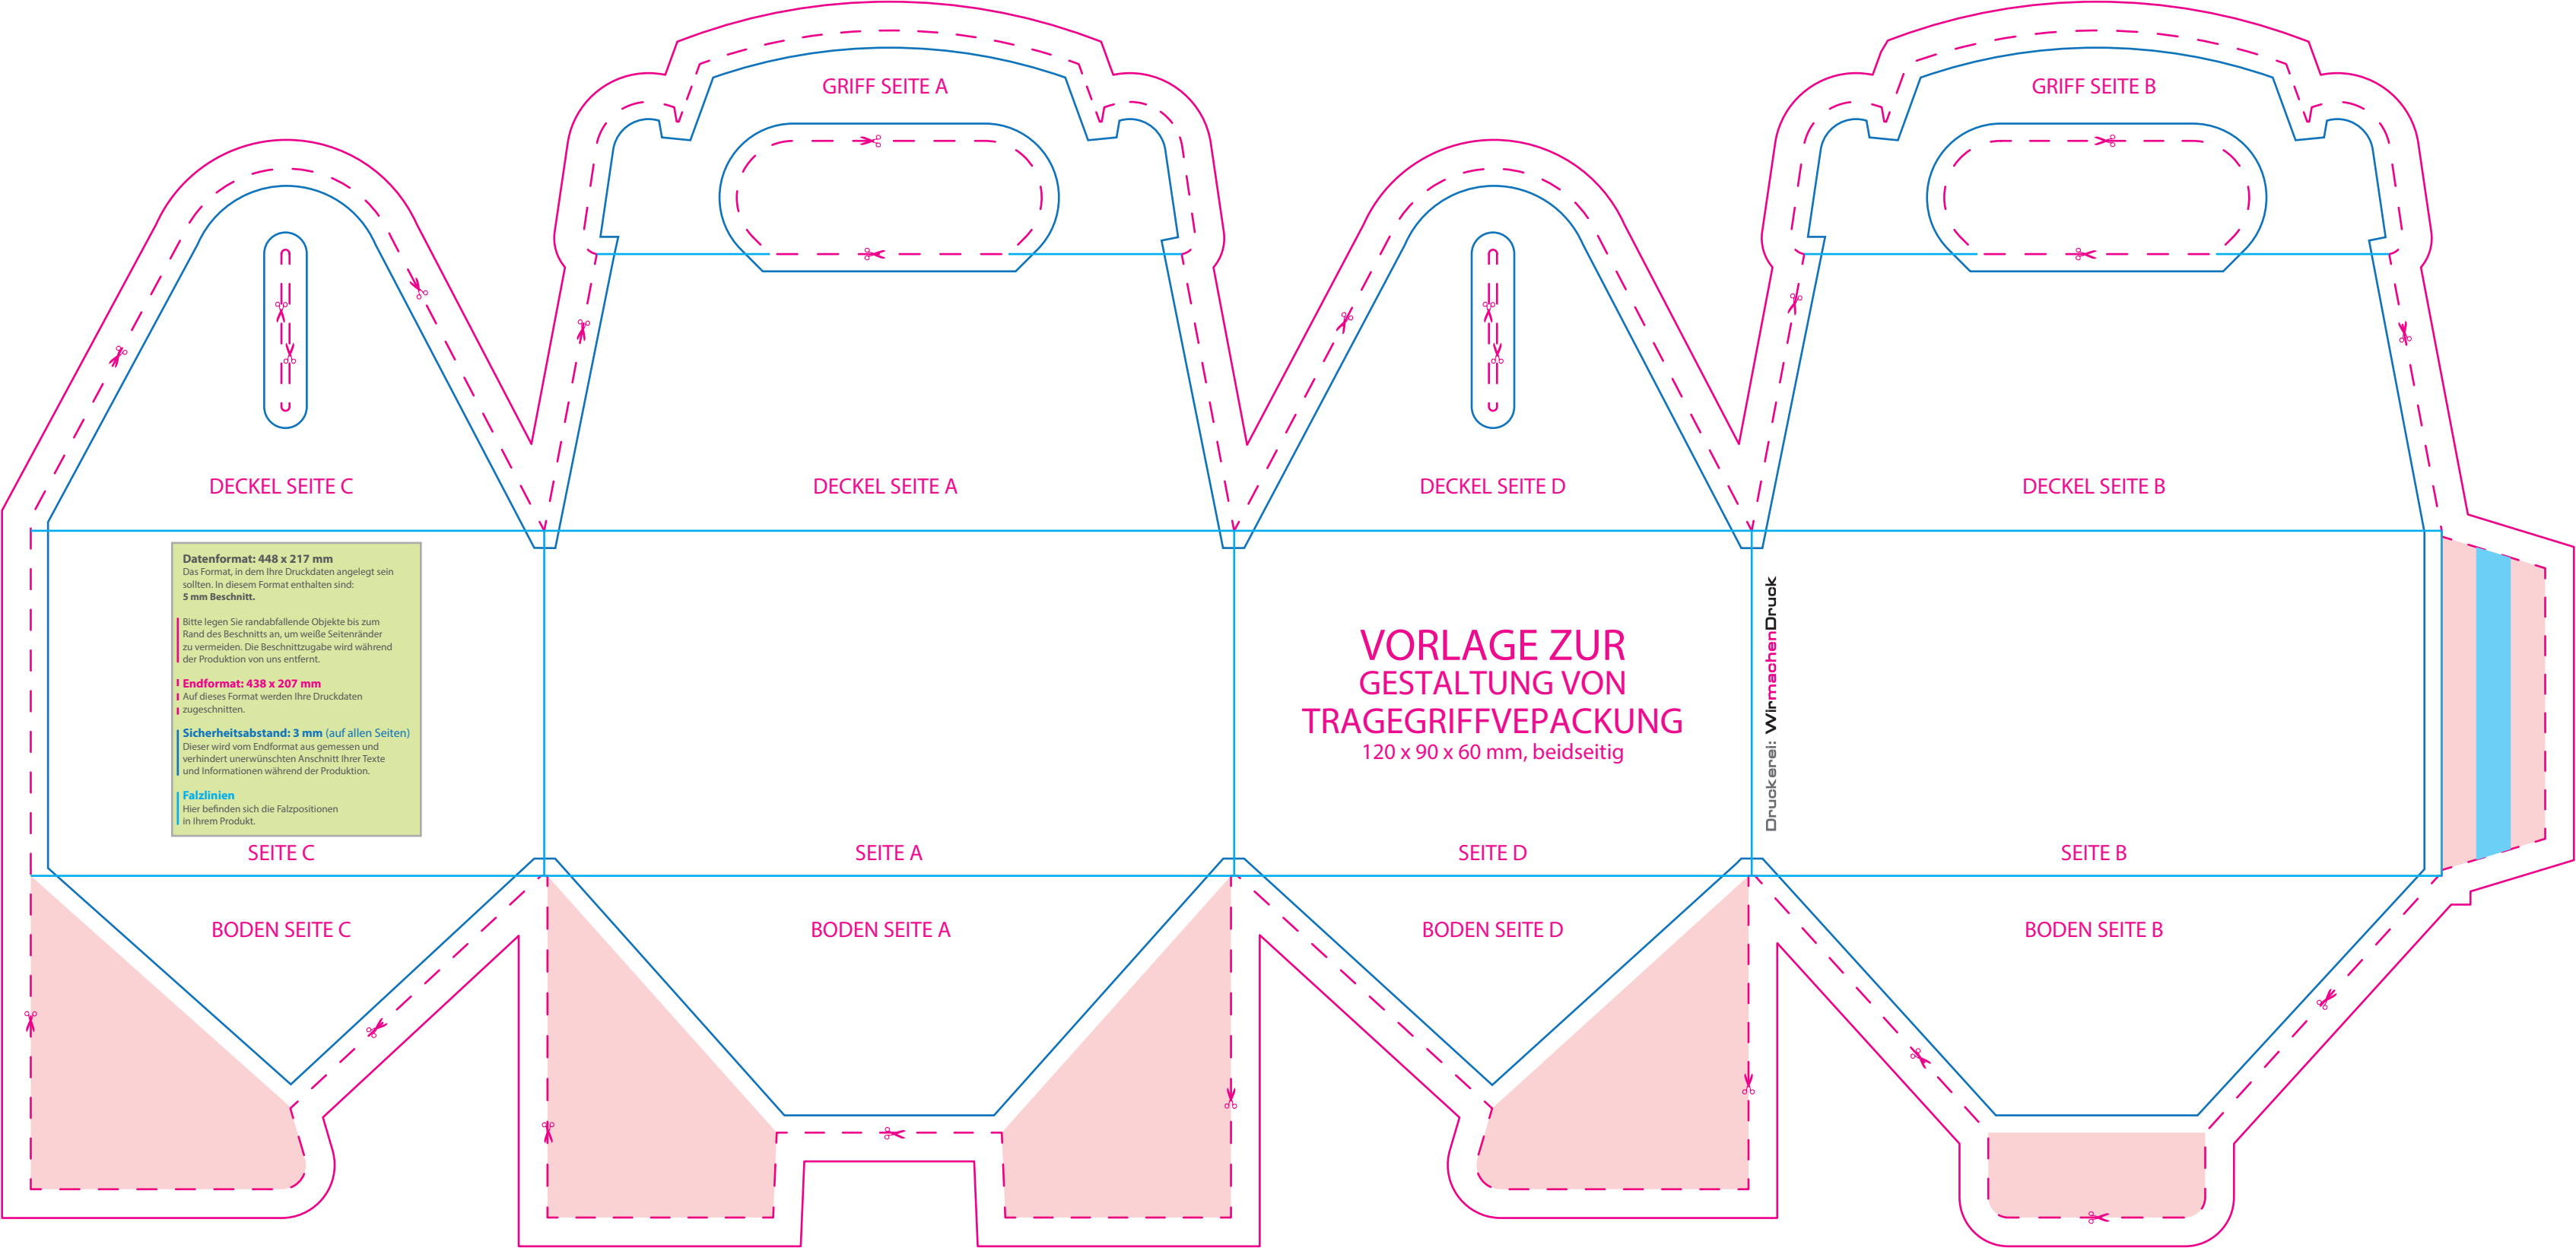 GRIFF SEITE A
GRIFF SEITE B
DECKEL SEITE C
DECKEL SEITE A
DECKEL SEITE D
DECKEL SEITE B
Datenformat: 448 x 217 mm
Das Format, in dem Ihre Druckdaten angelegt sein
sollten. In diesem Format enthalten sind:
5 mm Beschnitt.
Bitte legen Sie randabfallende Objekte bis zum
Rand des Beschnitts an, um weiße Seitenränder
zu vermeiden. Die Beschnittzugabe wird während
der Produktion von uns entfernt.
Endformat: 438 x 207 mm
Auf dieses Format werden Ihre Druckdaten
zugeschnitten.
Sicherheitsabstand: 3 mm (auf allen Seiten)
Dieser wird vom Endformat aus gemessen und
verhindert unerwünschten Anschnitt Ihrer Texte
und Informationen während der Produktion.
Falzlinien
Hier befinden sich die Falzpositionen
in Ihrem Produkt.
VORLAGE ZUR
GESTALTUNG VON
TRAGEGRIFFVEPACKUNG
120 x 90 x 60 mm, beidseitig
Druckerei: WirmachenDruck
SEITE C
SEITE A
SEITE D
SEITE B
BODEN SEITE C
BODEN SEITE A
BODEN SEITE D
BODEN SEITE B